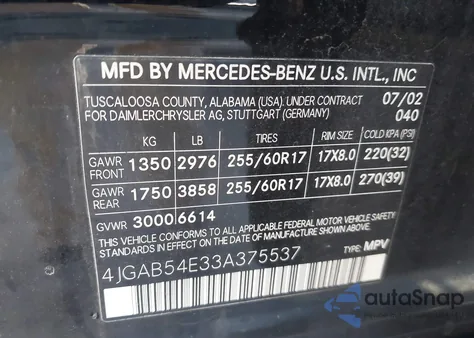 MFD BY MERCEDES-BENZ U.S. INTL., INC
TUSCALOOSA COUNTY, ALABAMA (USA). UNDER CONTRACT 07/02
FOR DAIMLERCHRYSLER AG, STUTTGART (GERMANY) 040
KG LB TIRES RIM SIZE COLD KPA (PSI)
GAWR FRONT 1350 2976 255/60R17 17X8.0 220(32)
GAWR REAR 1750 3858 255/60R17 17X8.0 270(39)
GVWR 3000 6614
THIS VEHICLE CONFORMS TO ALL APPLICABLE FEDERAL MOTOR VEHICLE SAFETY
STANDARDS IN EFFECT ON THE DATE OF MANUFACTURE SHOWN ABOVE.
4JGAB54E33A375537 TYPE: MPV
autoSnap